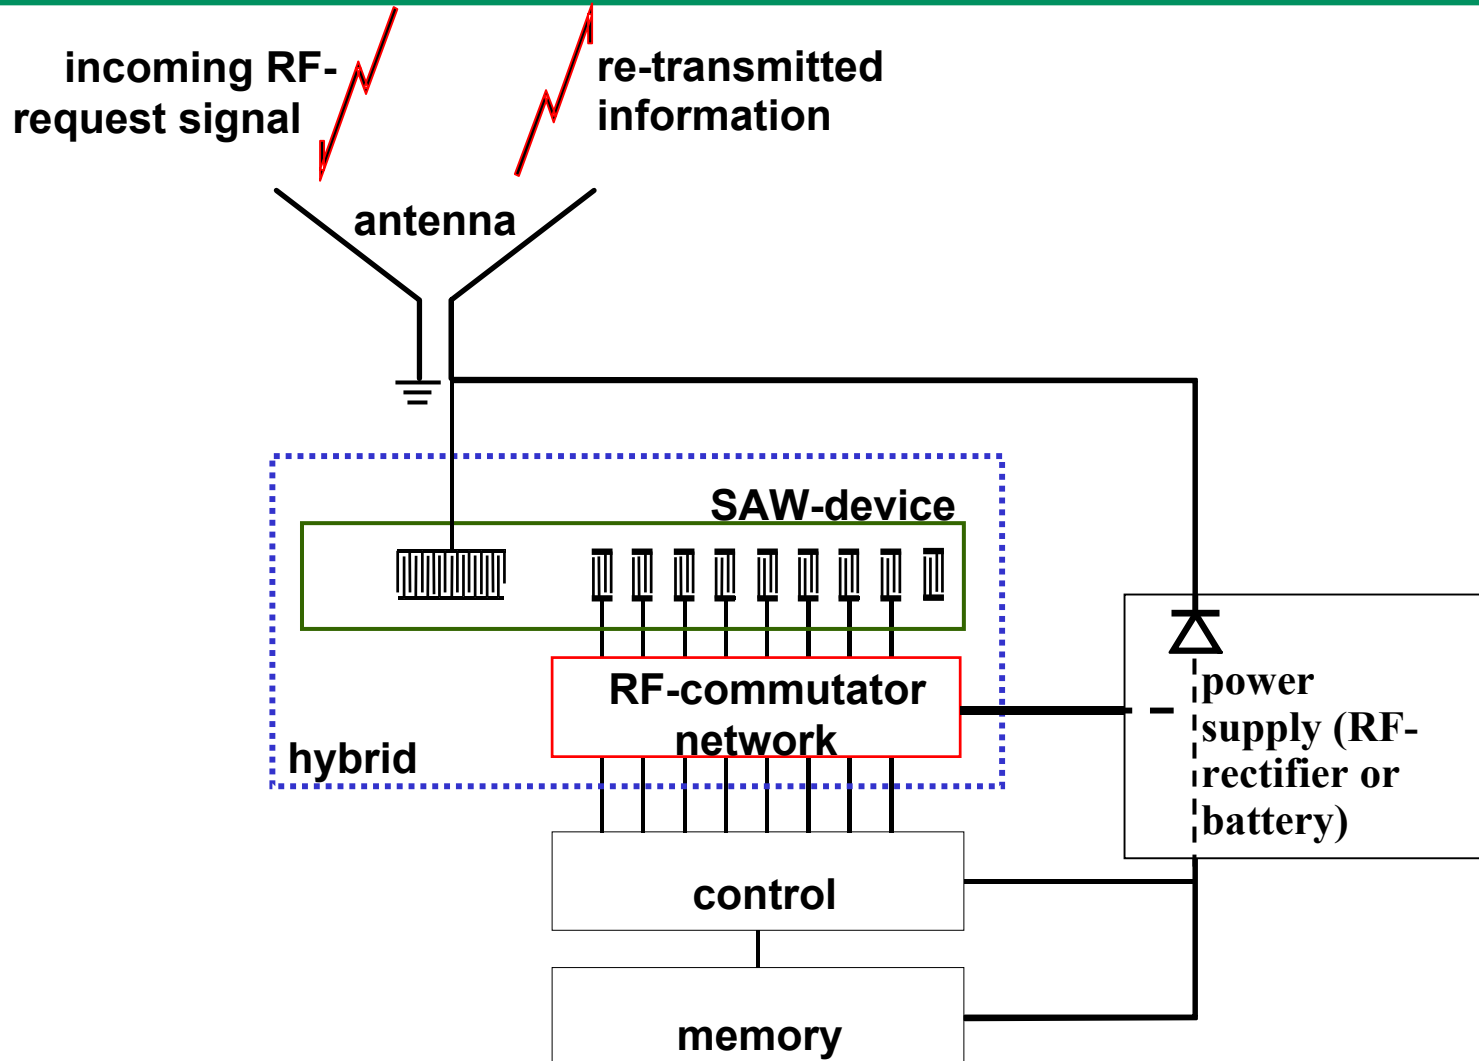 incoming RF-
request signal
re-transmitted
information
antenna
SAW-device
RF-commutator
network
hybrid
power
supply (RF-
rectifier or
battery)
control
memory